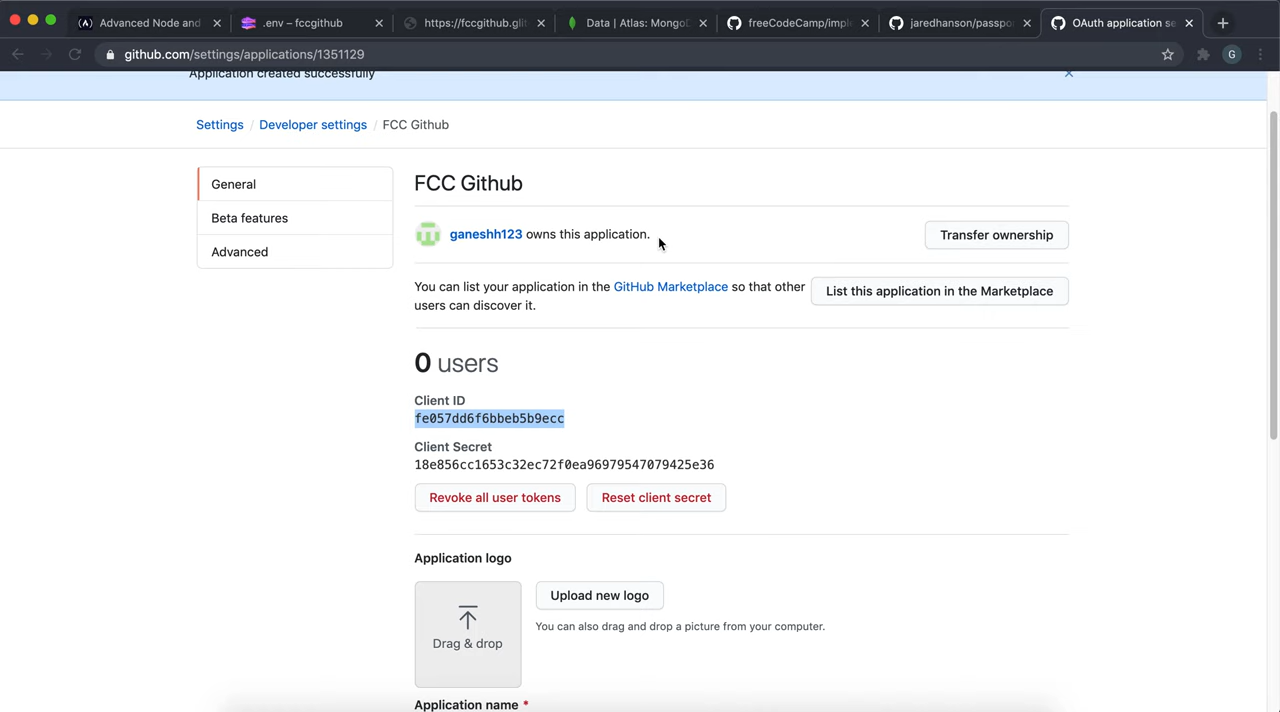 Advanced Node and
.env – fccgithub
https://fccgithub.glit
Data | Atlas: MongoD
freeCodeCamp/imple
jaredhanson/passpo
OAuth application se
github.com/settings/applications/1351129
G
Application created successfully
Settings / Developer settings / FCC Github
General
Beta features
Advanced
FCC Github
ganeshh123 owns this application.
Transfer ownership
You can list your application in the GitHub Marketplace so that other
users can discover it.
List this application in the Marketplace
0 users
Client ID
fe057dd6f6bbeb5b9ecc
Client Secret
18e856cc1653c32ec72f0ea96979547079425e36
Revoke all user tokens
Reset client secret
Application logo
Drag & drop
Upload new logo
You can also drag and drop a picture from your computer.
Application name *